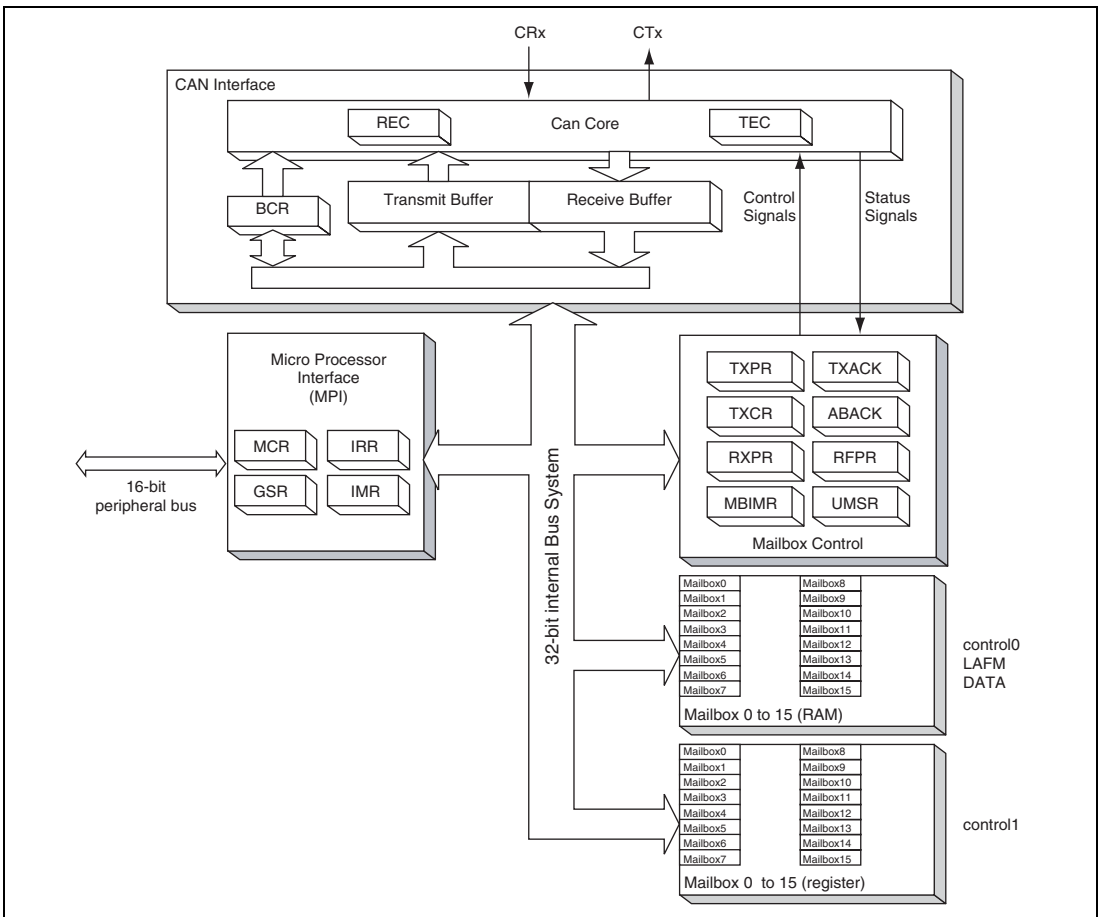 CRx
CTx
CAN Interface
REC
Can Core
TEC
BCR
Transmit Buffer
Receive Buffer
Control
Signals
Status
Signals
Micro Processor
Interface
(MPI)
MCR
IRR
GSR
IMR
16-bit
peripheral bus
32-bit internal Bus System
TXPR
TXACK
TXCR
ABACK
RXPR
RFPR
MBIMR
UMSR
Mailbox Control
Mailbox0
Mailbox1
Mailbox2
Mailbox3
Mailbox4
Mailbox5
Mailbox6
Mailbox7
Mailbox8
Mailbox9
Mailbox10
Mailbox11
Mailbox12
Mailbox13
Mailbox14
Mailbox15
Mailbox 0 to 15 (RAM)
control0
LAFM
DATA
Mailbox0
Mailbox1
Mailbox2
Mailbox3
Mailbox4
Mailbox5
Mailbox6
Mailbox7
Mailbox8
Mailbox9
Mailbox10
Mailbox11
Mailbox12
Mailbox13
Mailbox14
Mailbox15
Mailbox 0 to 15 (register)
control1